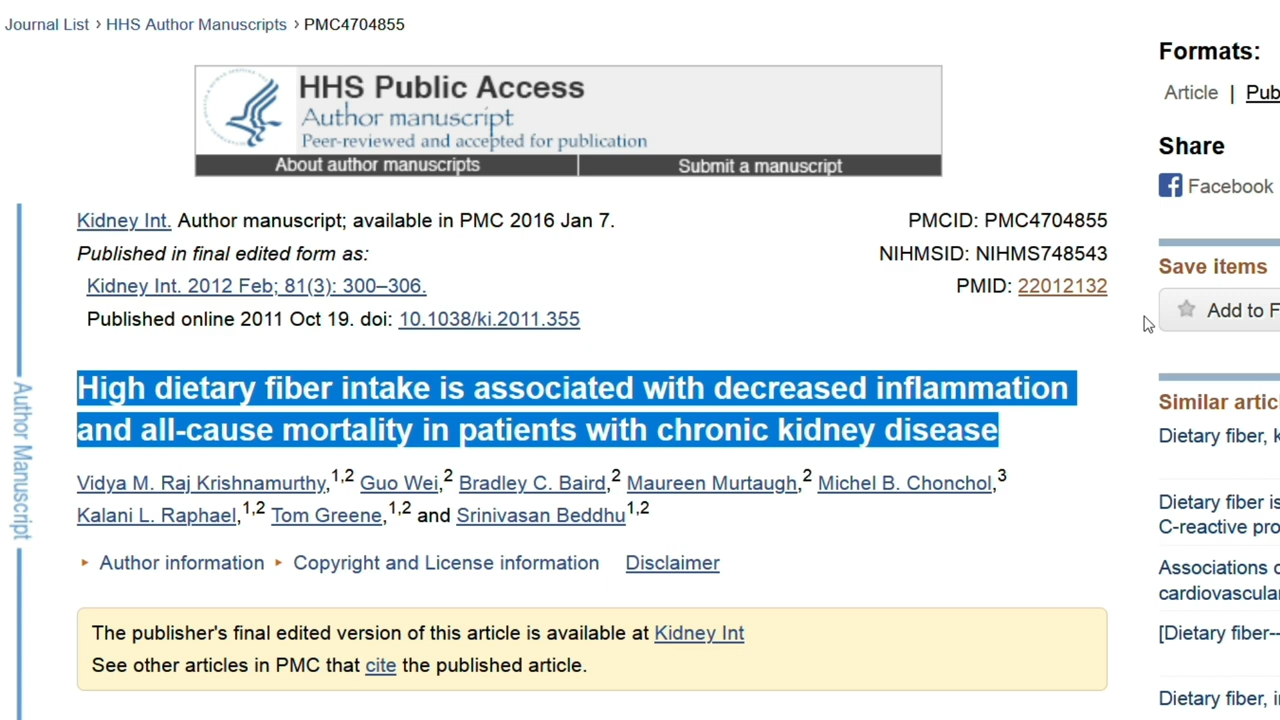 Journal List › HHS Author Manuscripts › PMC4704855
HHS Public Access
Author manuscript
Peer-reviewed and accepted for publication
About author manuscripts
Submit a manuscript
Kidney Int. Author manuscript; available in PMC 2016 Jan 7.
Published in final edited form as:
Kidney Int. 2012 Feb; 81(3): 300–306.
Published online 2011 Oct 19. doi: 10.1038/ki.2011.355
PMCID: PMC4704855
NIHMSID: NIHMS748543
PMID: 22012132
Author Manuscript
High dietary fiber intake is associated with decreased inflammation
and all-cause mortality in patients with chronic kidney disease
Vidya M. Raj Krishnamurthy,1,2 Guo Wei,2 Bradley C. Baird,2 Maureen Murtaugh,2 Michel B. Chonchol,3
Kalani L. Raphael,1,2 Tom Greene,1,2 and Srinivasan Beddhu1,2
▸ Author information ▸ Copyright and License information Disclaimer
The publisher's final edited version of this article is available at Kidney Int
See other articles in PMC that cite the published article.
Formats:
Article | Pub
Share
Facebook
Save items
Add to F
Similar artic
Dietary fiber, k
Dietary fiber is
C-reactive pro
Associations o
cardiovascular
[Dietary fiber--
Dietary fiber, i